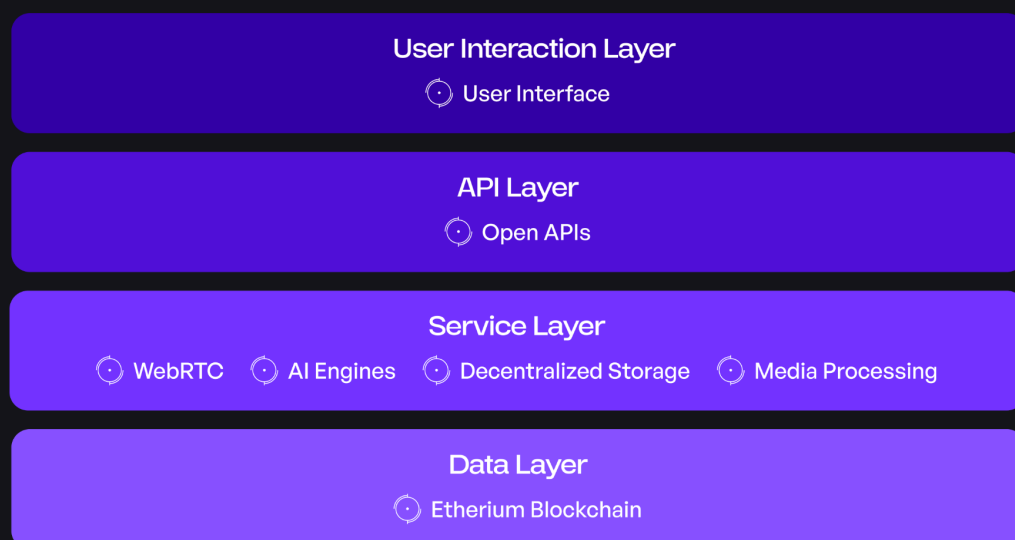 User Interaction Layer
User Interface
API Layer
Open APIs
Service Layer
WebRTC AI Engines Decentralized Storage Media Processing
Data Layer
Etherium Blockchain